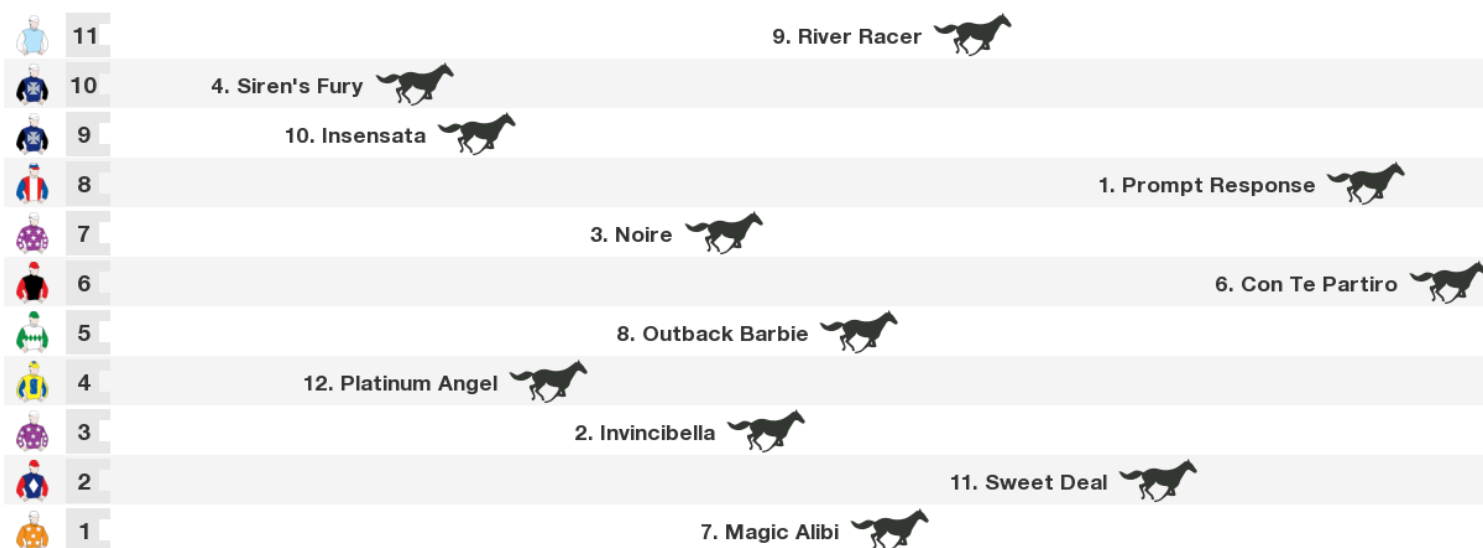 11 9. River Racer
10 4. Siren's Fury
9 10. Insensata
8 1. Prompt Response
7 3. Noire
6 6. Con Te Partiro
5 8. Outback Barbie
4 12. Platinum Angel
3 2. Invincibella
2 11. Sweet Deal
1 7. Magic Alibi